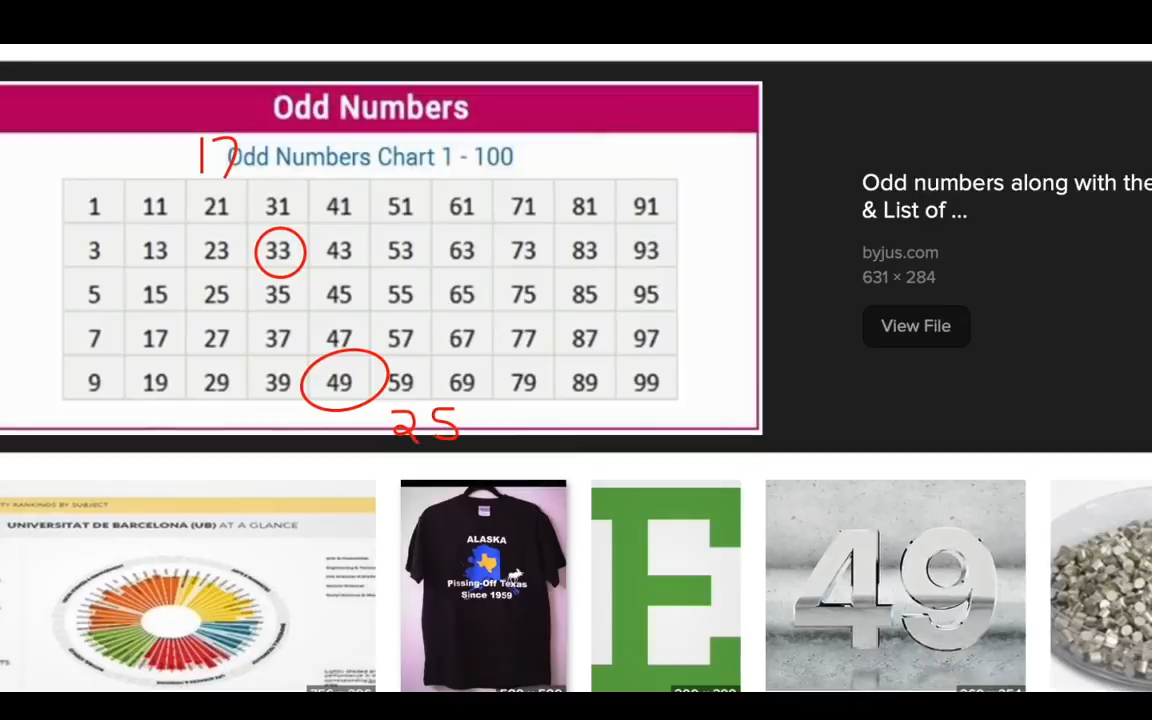 Odd Numbers
17
Odd Numbers Chart 1 - 100
1 11 21 31 41 51 61 71 81 91
3 13 23 33 43 53 63 73 83 93
5 15 25 35 45 55 65 75 85 95
7 17 27 37 47 57 67 77 87 97
9 19 29 39 49 59 69 79 89 99
25
Odd numbers along with the
& List of ...
byjus.com
631 × 284
View File
TY RANKINGS BY SUBJECT
UNIVERSITAT DE BARCELONA (UB) AT A GLANCE
ALASKA
Pissing-Off Texas
Since 1959
E
49